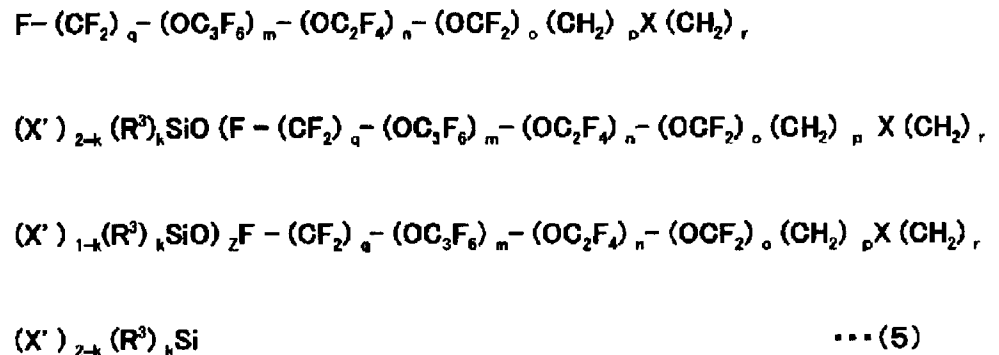 F–(CF₂)q–(OC₃F₆)m–(OC₂F₄)n–(OCF₂)o(CH₂)pX(CH₂)r
(X')₂₋ₖ(R³)ₖSiO(F–(CF₂)q–(OC₃F₆)m–(OC₂F₄)n–(OCF₂)o(CH₂)p X(CH₂)r
(X')₁₋ₖ(R³)ₖSiO)zF–(CF₂)q–(OC₃F₆)m–(OC₂F₄)n–(OCF₂)o(CH₂)pX(CH₂)r
(X')₂₋ₖ(R³)ₖSi ···(5)